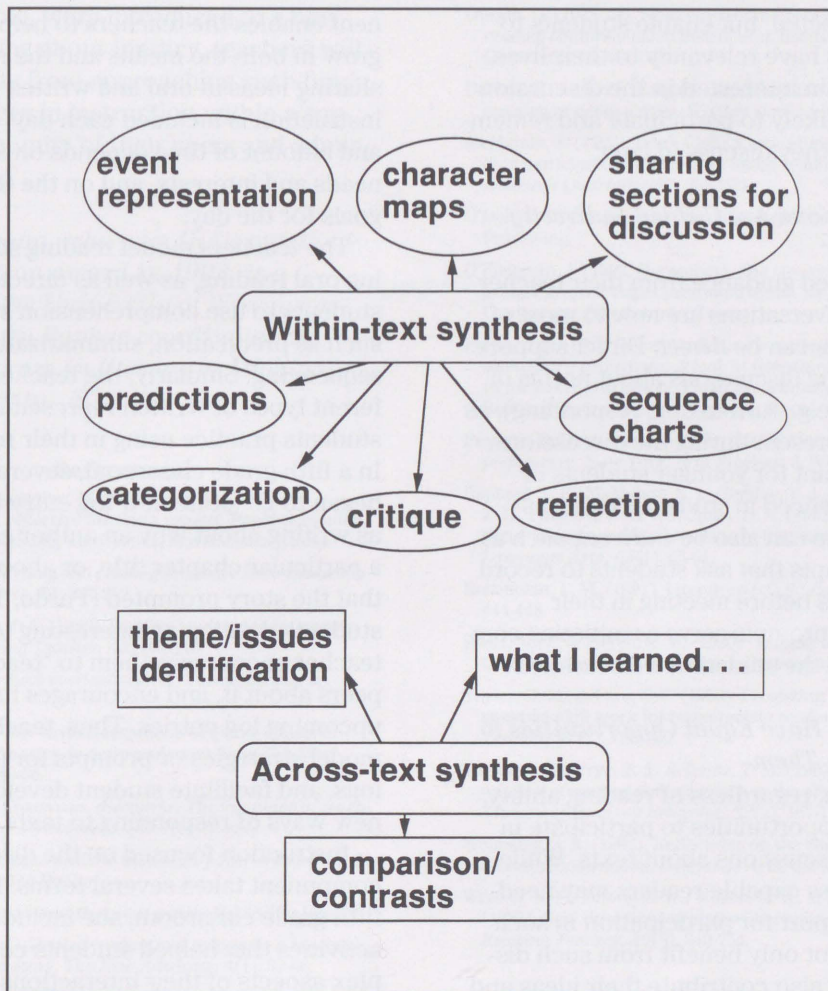 event
representation
character
maps
sharing
sections for
discussion
Within-text synthesis
predictions
sequence
charts
categorization
critique
reflection
theme/issues
identification
what I learned. . .
Across-text synthesis
comparison/
contrasts